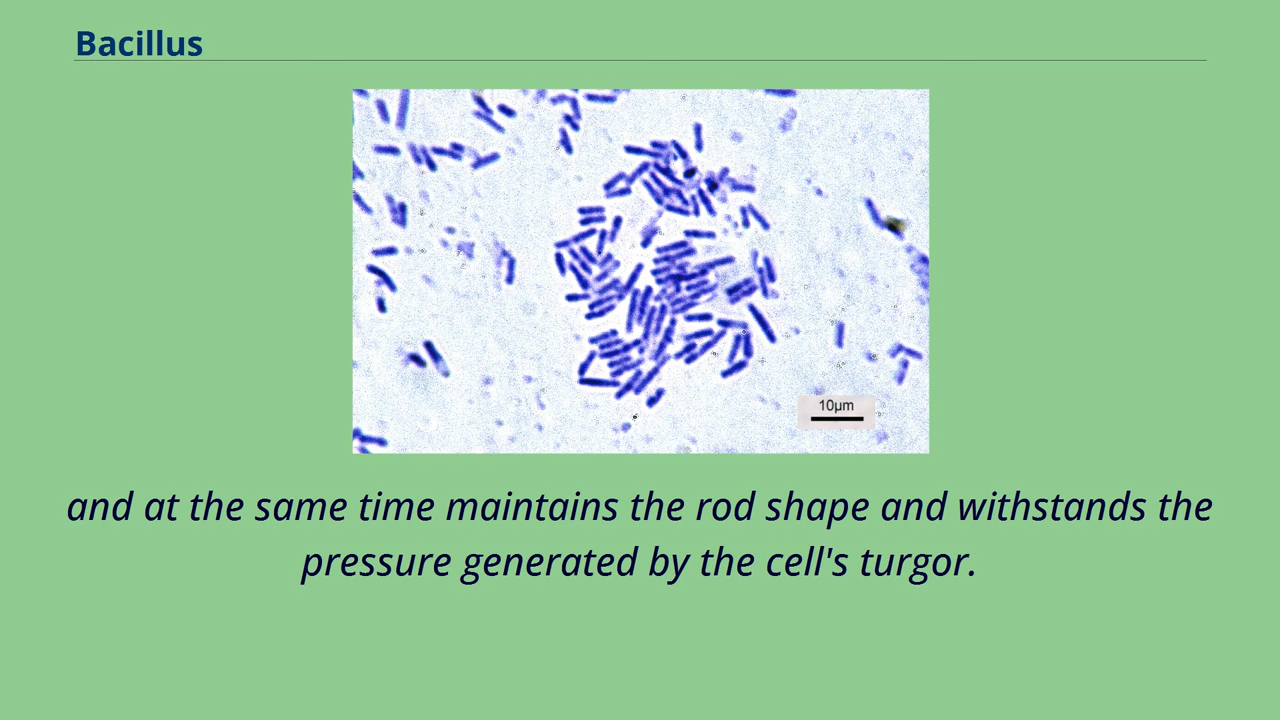 Bacillus
10µm
and at the same time maintains the rod shape and withstands the
pressure generated by the cell's turgor.